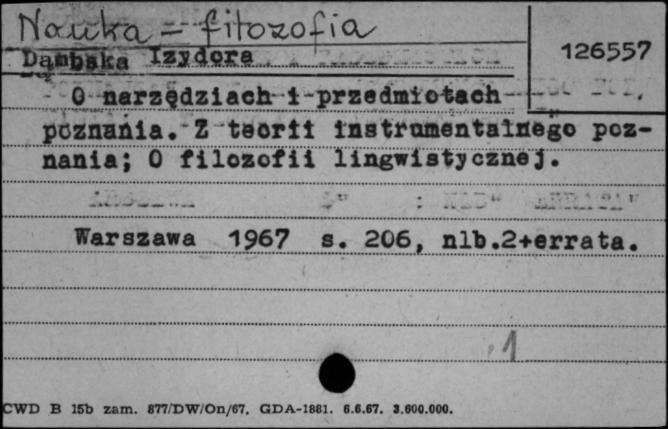 Nauka - filozofia
126557
Dąmbska Izydora
O narzędziach i przedmiotach
poznania. Z teorii instrumentalnego poz-
nania; O filozofii lingwistycznej.
Warszawa 1967 s. 206, nlb.2+errata.
1
CWD B 15b zam. 877/DW/On/67. GDA-1881. 6.6.67. 3.600.000.